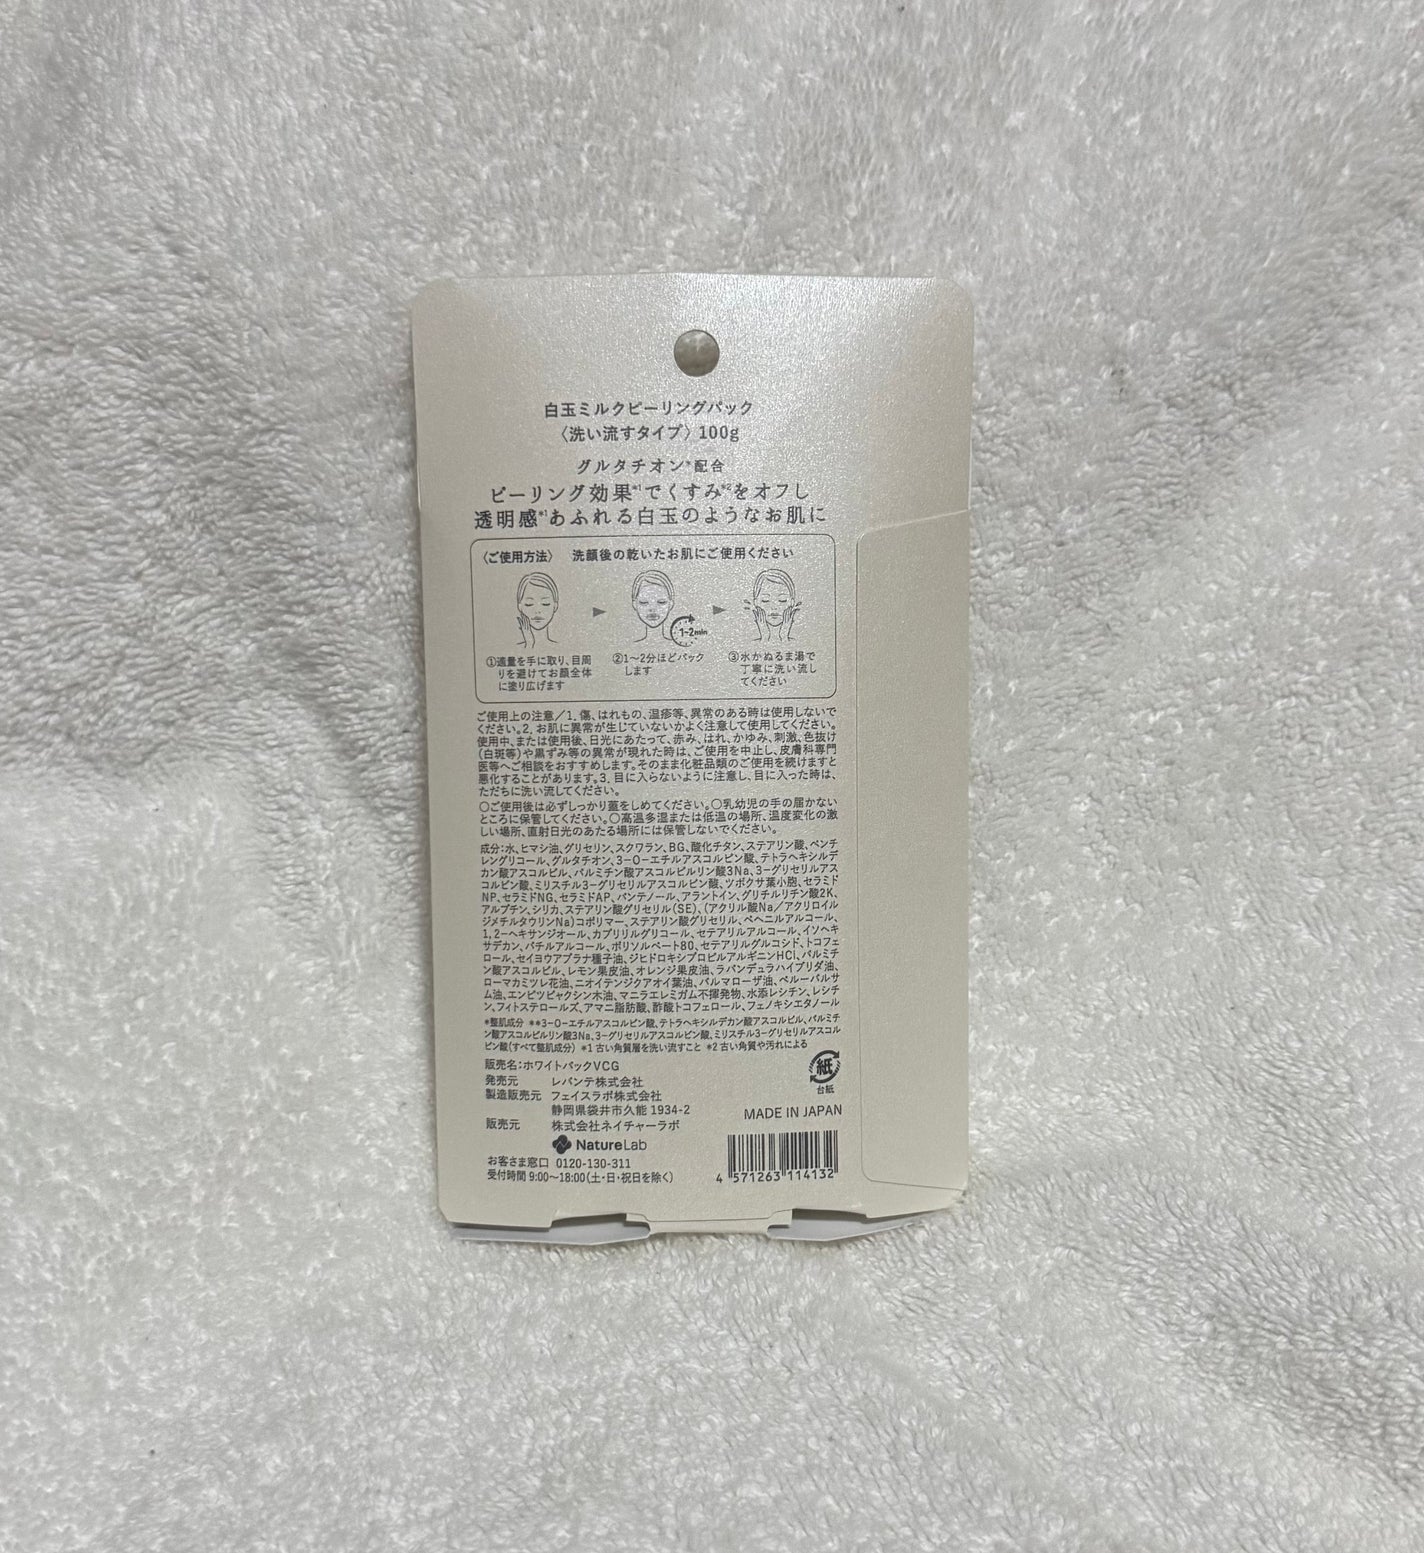 白玉ミルクピーリングパック
〈洗い流すタイプ〉100g
グルタチオン*配合
ピーリング効果*1でくすみ*2をオフし
透明感*1あふれる白玉のようなお肌に
〈ご使用方法〉 洗顔後の乾いたお肌にご使用ください
1~2min
①適量を手に取り、目周
りを避けてお顔全体
に塗り広げます
②1〜2分ほどパック
します
③水かぬるま湯で
丁寧に洗い流し
てください
ご使用上の注意／1. 傷、はれもの、湿疹等、異常のある時は使用しないで
ください。2. お肌に異常が生じていないかよく注意して使用してください。
使用中、または使用後、日光にあたって、赤み、はれ、かゆみ、刺激、色抜け
(白斑等)や黒ずみ等の異常が現れた時は、ご使用を中止し、皮膚科専門
医等へご相談をおすすめします。そのまま化粧品類のご使用を続けますと
悪化することがあります。3. 目に入らないように注意し、目に入った時は、
ただちに洗い流してください。
○ご使用後は必ずしっかり蓋をしめてください。○乳幼児の手の届かない
ところに保管してください。○高温多湿または低温の場所、温度変化の激
しい場所、直射日光のあたる場所には保管しないでください。
成分:水、ヒマシ油、グリセリン、スクワラン、BG、酸化チタン、ステアリン酸、ペンチ
レングリコール、グルタチオン、3-O-エチルアスコルビン酸、テトラヘキシルデ
カン酸アスコルビル、パルミチン酸アスコルビルリン酸3Na、3-グリセリルアス
コルビン酸、ミリスチル3-グリセリルアスコルビン酸、ツボクサ葉小胞、セラミド
NP、セラミドNG、セラミドAP、パンテノール、アラントイン、グリチルリチン酸2K、
アルブチン、シリカ、ステアリン酸グリセリル(SE)、(アクリル酸Na／アクリロイル
ジメチルタウリンNa)コポリマー、ステアリン酸グリセリル、ベヘニルアルコール、
1,2-ヘキサンジオール、カプリリルグリコール、セテアリルアルコール、イソヘキ
サデカン、バチルアルコール、ポリソルベート80、セテアリルグルコシド、トコフェ
ロール、セイヨウアブラナ種子油、ジヒドロキシプロピルアルギニンHCl、パルミチ
ン酸アスコルビル、レモン果皮油、オレンジ果皮油、ラバンデュラハイブリダ油、
ローマカミツレ花油、ニオイテンジクアオイ葉油、パルマローザ油、ペルーバルサ
ム油、エンピツビャクシン木油、マニラエレミガム不揮発物、水添レシチン、レシチ
ン、フィトステロールズ、アマニ脂肪酸、酢酸トコフェロール、フェノキシエタノール
*整肌成分 **3-O-エチルアスコルビン酸、テトラヘキシルデカン酸アスコルビル、パルミチ
ン酸アスコルビルリン酸3Na、3-グリセリルアスコルビン酸、ミリスチル3-グリセリルアスコル
ビン酸(すべて整肌成分) *1 古い角質層を洗い流すこと *2 古い角質や汚れによる
販売名:ホワイトパックVCG
発売元 レバンテ株式会社
製造販売元 フェイスラボ株式会社
静岡県袋井市久能 1934-2
販売元 株式会社ネイチャーラボ
NatureLab
お客さま窓口 0120-130-311
受付時間 9:00〜18:00(土・日・祝日を除く)
紙
台紙
MADE IN JAPAN
4 571263 114132